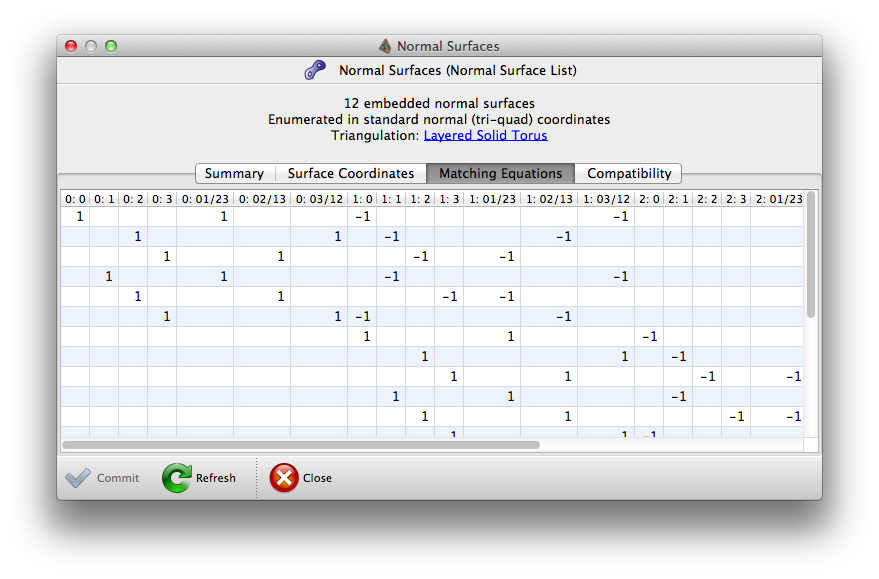 Normal Surfaces
Normal Surfaces (Normal Surface List)
12 embedded normal surfaces
Enumerated in standard normal (tri-quad) coordinates
Triangulation: Layered Solid Torus
Summary Surface Coordinates Matching Equations Compatibility
0: 0 0: 1 0: 2 0: 3 0: 01/23 0: 02/13 0: 03/12 1: 0 1: 1 1: 2 1: 3 1: 01/23 1: 02/13 1: 03/12 2: 0 2: 1 2: 2 2: 3 2: 01/23
1 1 -1 -1
1 1 -1 -1
1 1 -1 -1
1 1 -1 -1
1 1 -1 -1
1 1 -1 -1
1 1 -1
1 1 -1
1 1 -1 -1
1 1 -1
1 1 -1 -1
1 1 -1
Commit Refresh Close